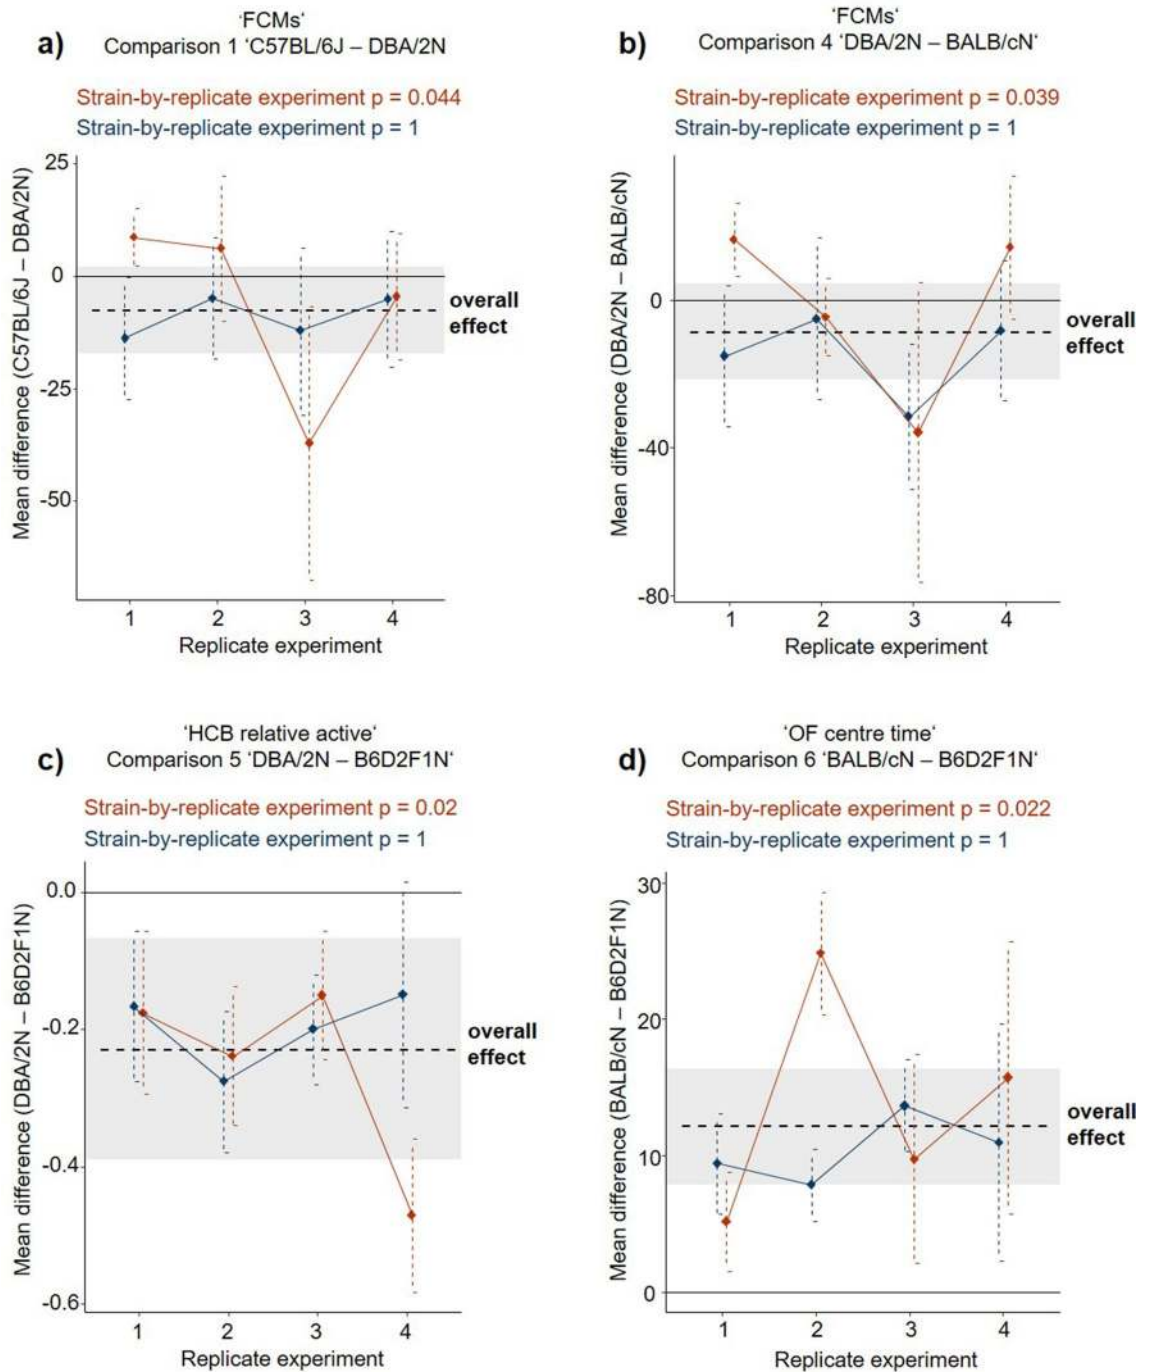 a)
'FCMs'
Comparison 1 'C57BL/6J – DBA/2N
Strain-by-replicate experiment p = 0.044
Strain-by-replicate experiment p = 1
Mean difference (C57BL/6J – DBA/2N)
25
0
-25
-50
overall
effect
1 2 3 4
Replicate experiment
b)
'FCMs'
Comparison 4 'DBA/2N – BALB/cN'
Strain-by-replicate experiment p = 0.039
Strain-by-replicate experiment p = 1
Mean difference (DBA/2N – BALB/cN)
0
-40
-80
overall
effect
1 2 3 4
Replicate experiment
c)
'HCB relative active'
Comparison 5 'DBA/2N – B6D2F1N'
Strain-by-replicate experiment p = 0.02
Strain-by-replicate experiment p = 1
Mean difference (DBA/2N – B6D2F1N)
0.0
-0.2
-0.4
-0.6
overall
effect
1 2 3 4
Replicate experiment
d)
'OF centre time'
Comparison 6 'BALB/cN – B6D2F1N'
Strain-by-replicate experiment p = 0.022
Strain-by-replicate experiment p = 1
Mean difference (BALB/cN – B6D2F1N)
30
20
10
0
overall
effect
1 2 3 4
Replicate experiment